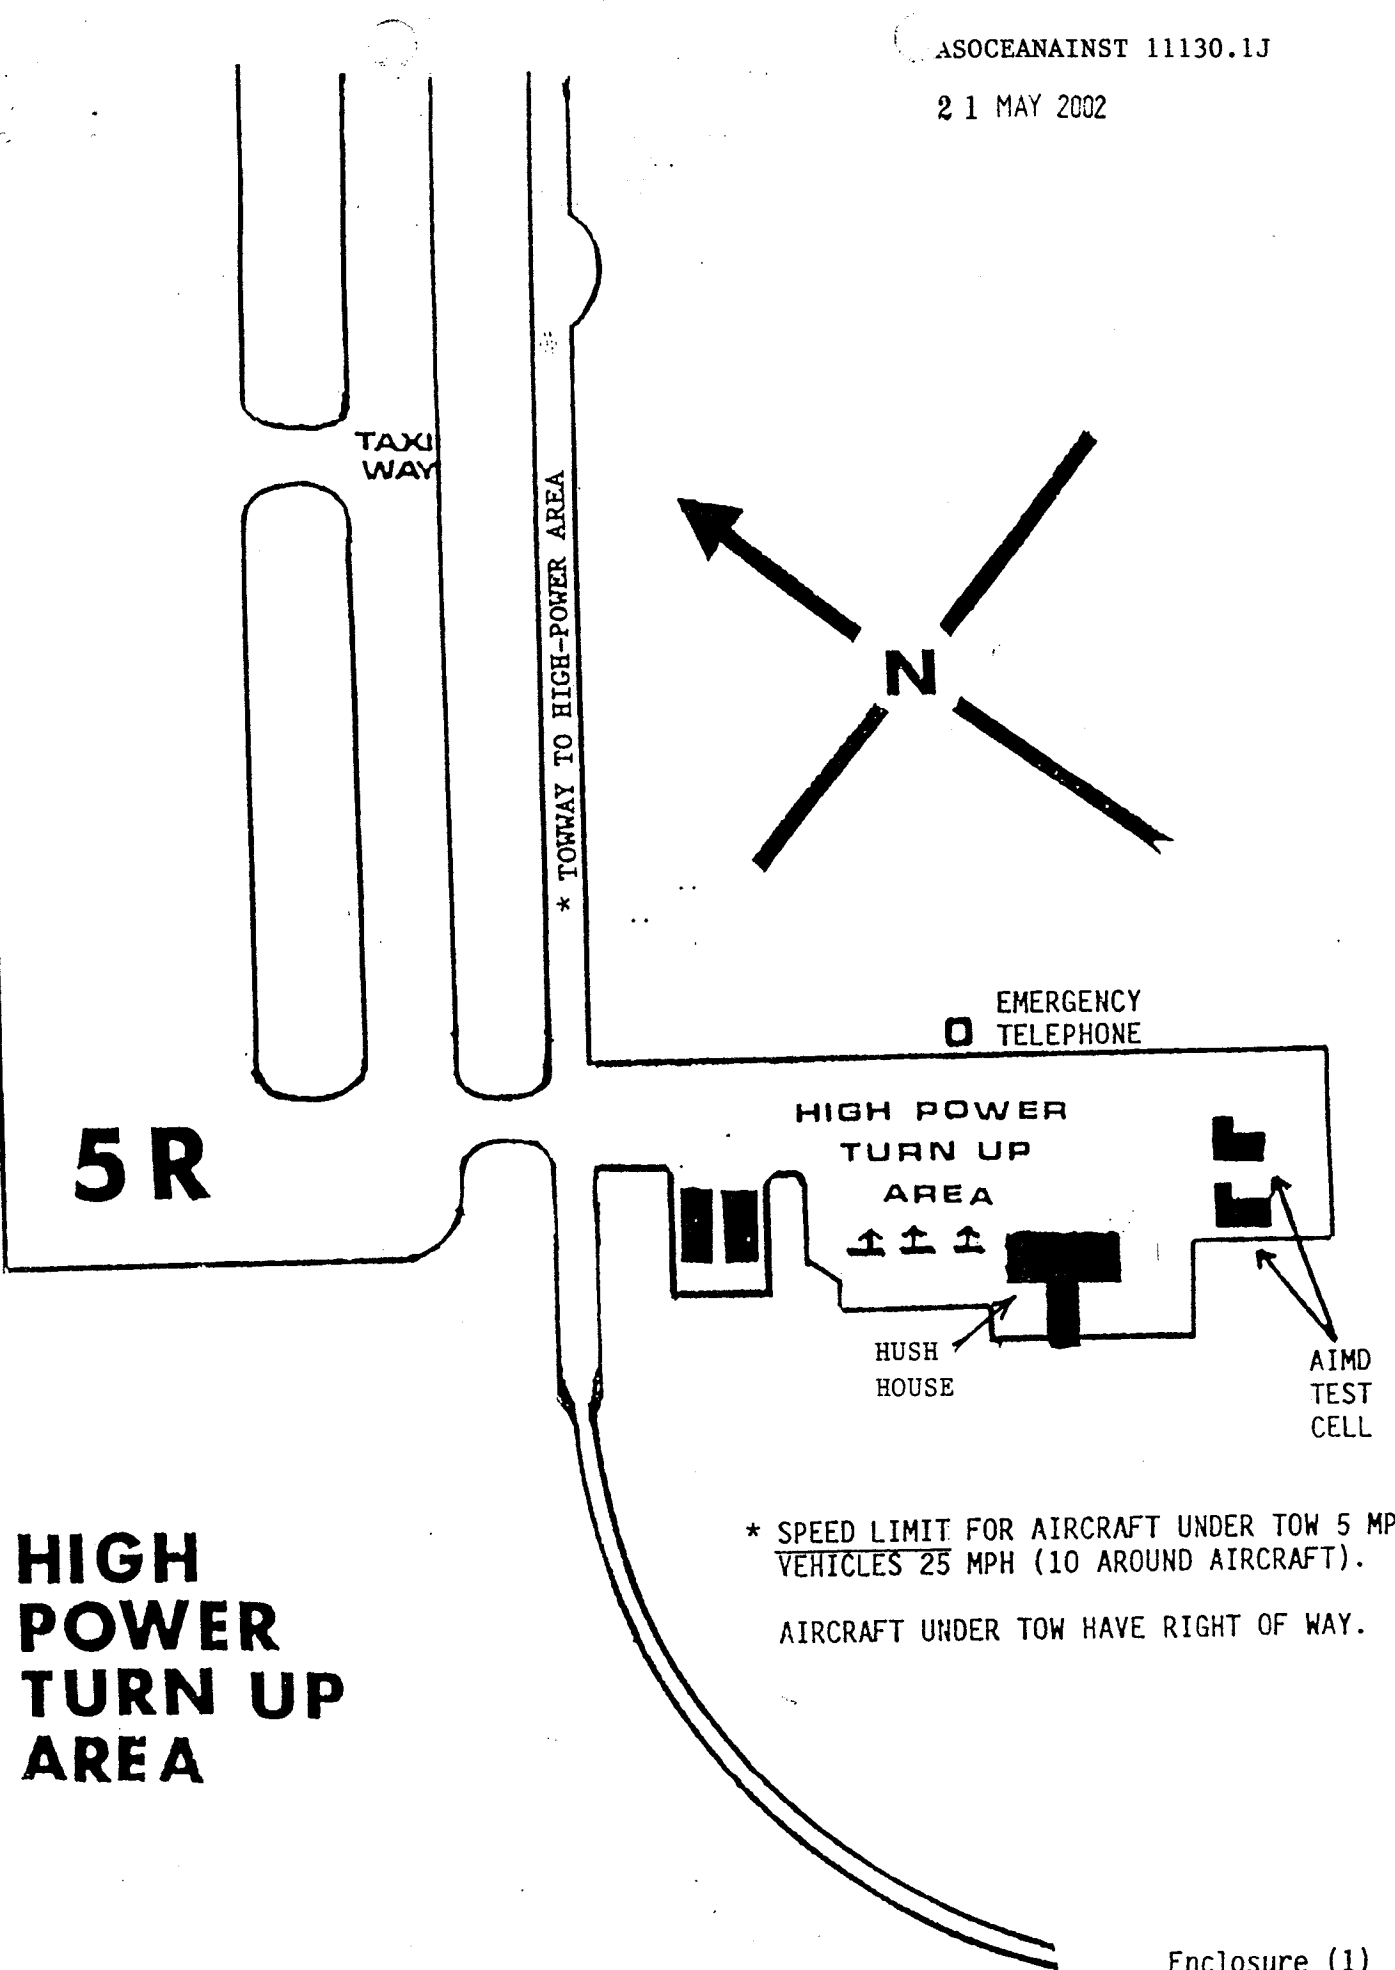 ASOCEANAINST 11130.1J
21 MAY 2002
TAXI
WAY
* TOWWAY TO HIGH-POWER AREA
N
EMERGENCY
TELEPHONE
HIGH POWER
TURN UP
AREA
5R
HUSH
HOUSE
AIMD
TEST
CELL
* SPEED LIMIT FOR AIRCRAFT UNDER TOW 5 MP
VEHICLES 25 MPH (10 AROUND AIRCRAFT).
AIRCRAFT UNDER TOW HAVE RIGHT OF WAY.
HIGH
POWER
TURN UP
AREA
Enclosure (1)